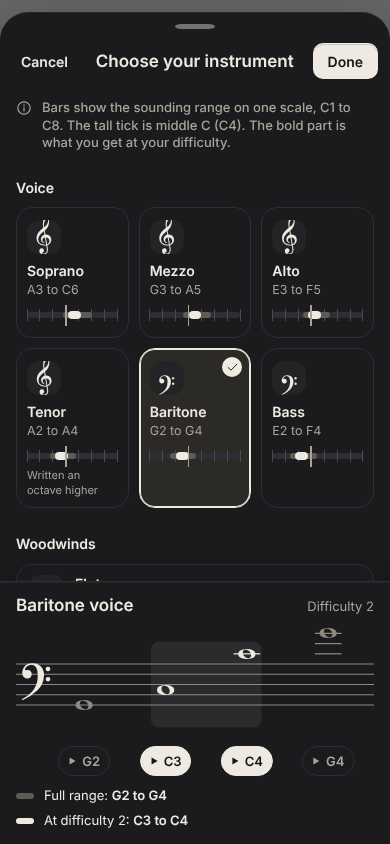 Cancel
Choose your instrument
Done
Bars show the sounding range on one scale, C1 to
C8. The tall tick is middle C (C4). The bold part is
what you get at your difficulty.
Voice
Soprano
A3 to C6
Mezzo
G3 to A5
Alto
E3 to F5
Tenor
A2 to A4
Written an
octave higher
Baritone
G2 to G4
Bass
E2 to F4
Woodwinds
Baritone voice
Difficulty 2
G2
C3
C4
G4
Full range: G2 to G4
At difficulty 2: C3 to C4